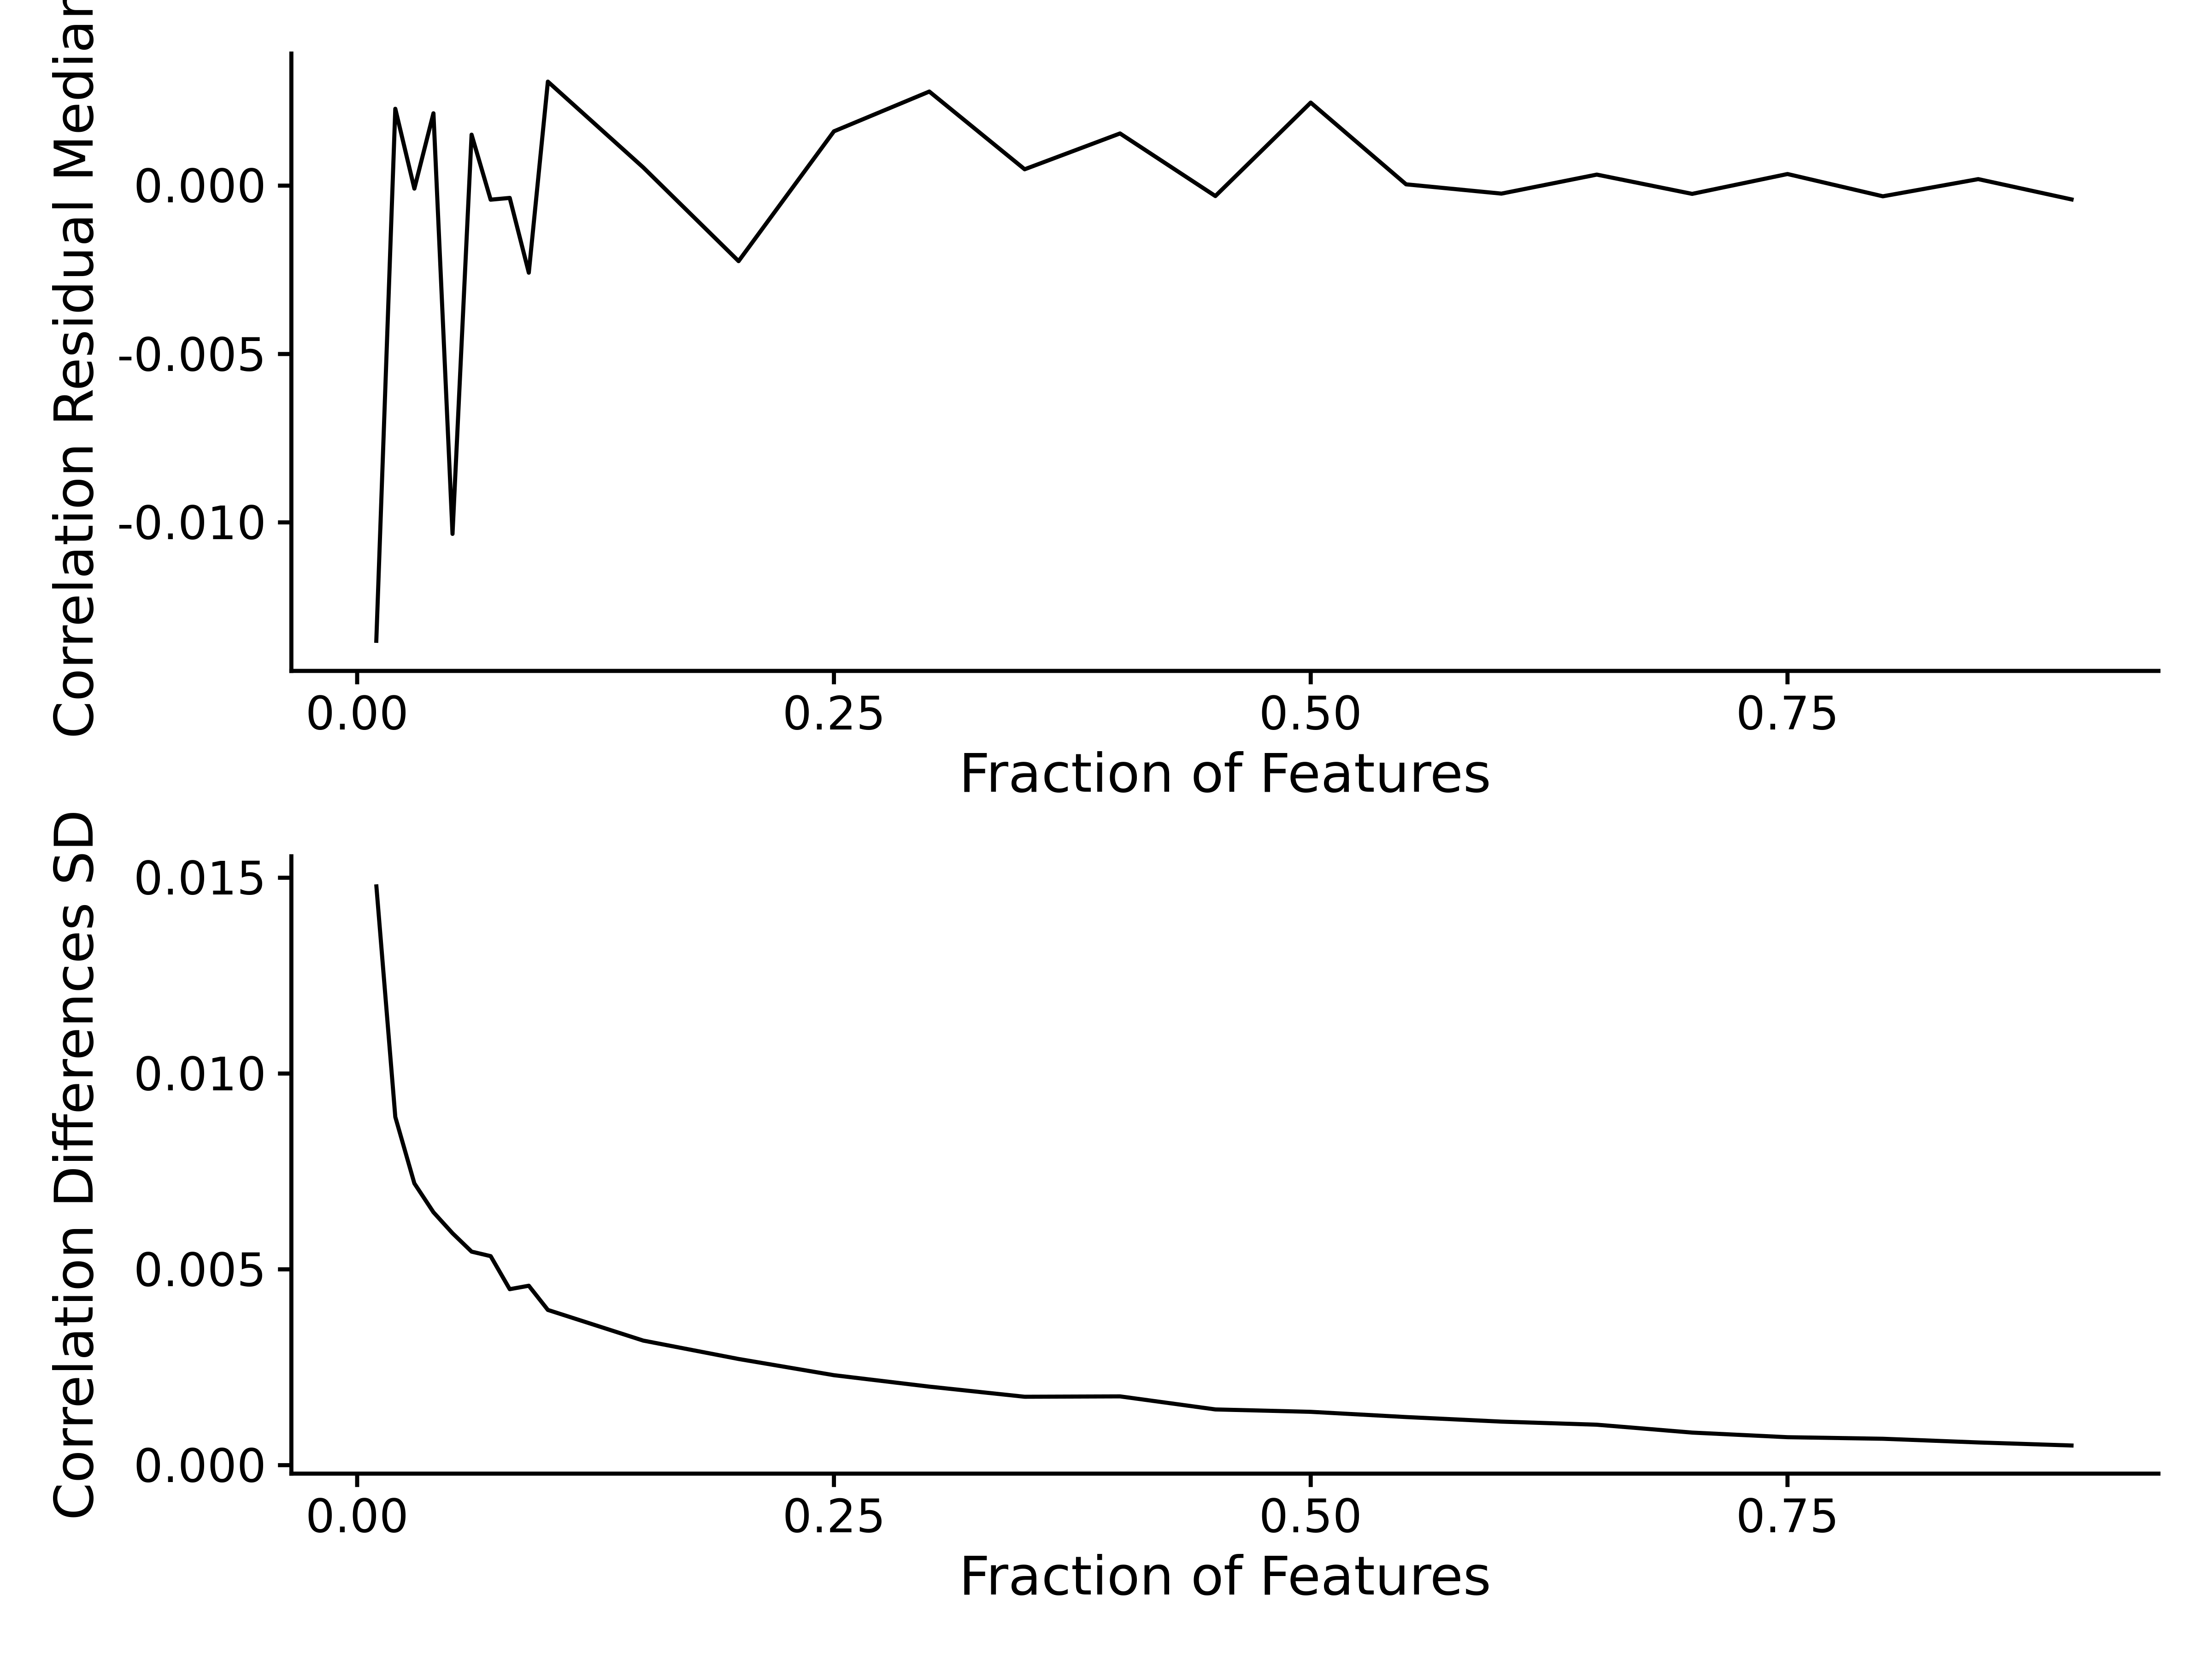 Correlation Residual Median
0.000
-0.005
-0.010
0.00 0.25 0.50 0.75
Fraction of Features
Correlation Differences SD
0.015
0.010
0.005
0.000
0.00 0.25 0.50 0.75
Fraction of Features